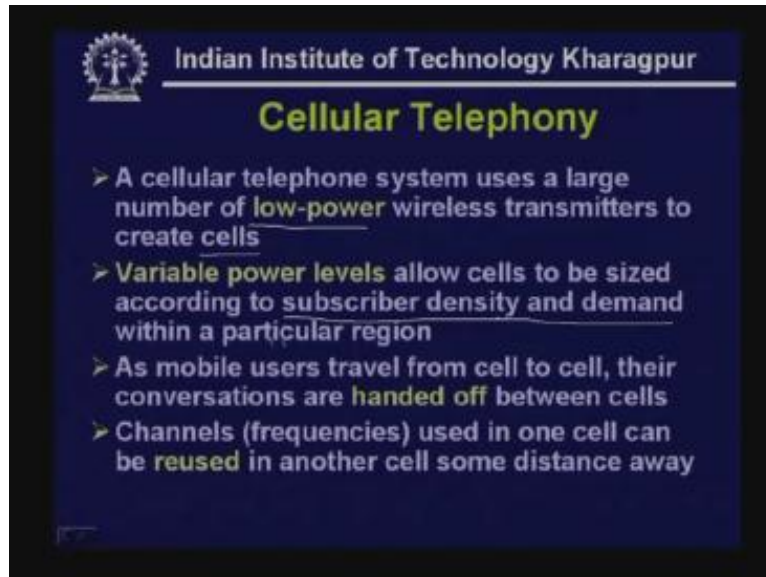 Indian Institute of Technology Kharagpur
Cellular Telephony
➢ A cellular telephone system uses a large
number of low-power wireless transmitters to
create cells
➢ Variable power levels allow cells to be sized
according to subscriber density and demand
within a particular region
➢ As mobile users travel from cell to cell, their
conversations are handed off between cells
➢ Channels (frequencies) used in one cell can
be reused in another cell some distance away